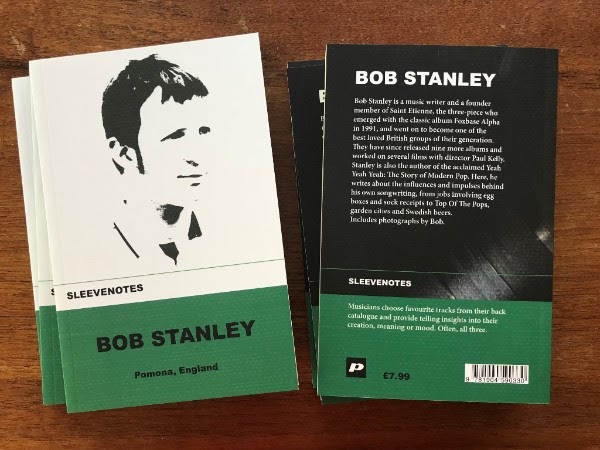 SLEEVENOTES
BOB STANLEY
Pomona, England
BOB STANLEY
Bob Stanley is a music writer and a founder
member of Saint Etienne, the three-piece who
emerged with the classic album Foxbase Alpha
in 1991, and went on to become one of the
best loved British groups of their generation.
They have since released nine more albums and
worked on several films with director Paul Kelly.
Stanley is also the author of the acclaimed Yeah
Yeah Yeah: The Story of Modern Pop. Here, he
writes about the influences and impulses behind
his own songwriting, from jobs involving egg
boxes and sock receipts to Top Of The Pops,
garden cities and Swedish beers.
Includes photographs by Bob.
SLEEVENOTES
Musicians choose favourite tracks from their back
catalogue and provide telling insights into their
creation, meaning or mood. Often, all three.
P
£7.99
9 781904 590330